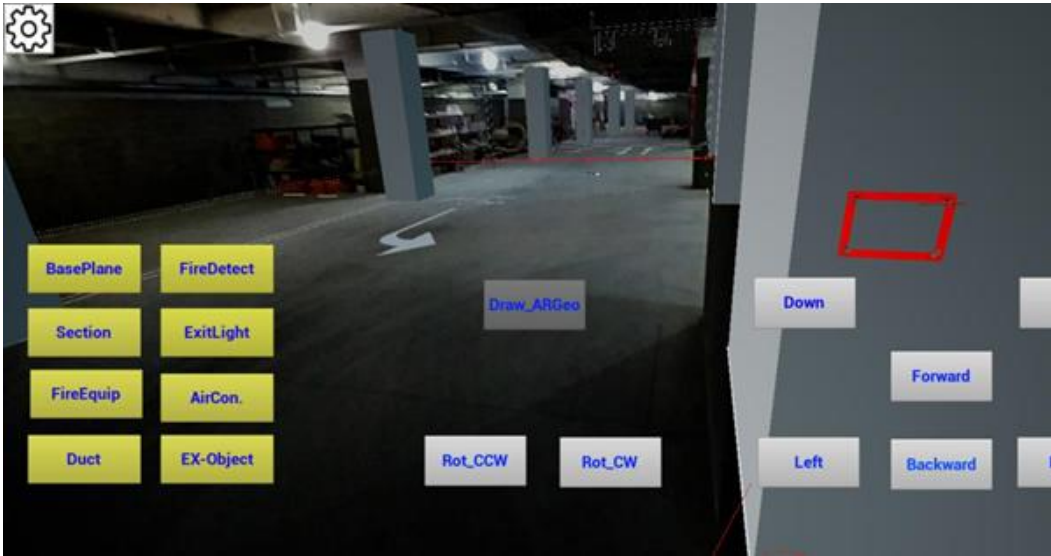 BasePlane
FireDetect
Draw_ARGeo
Down
Section
ExitLight
Forward
FireEquip
AirCon.
Duct
EX-Object
Rot_CCW
Rot_CW
Left
Backward